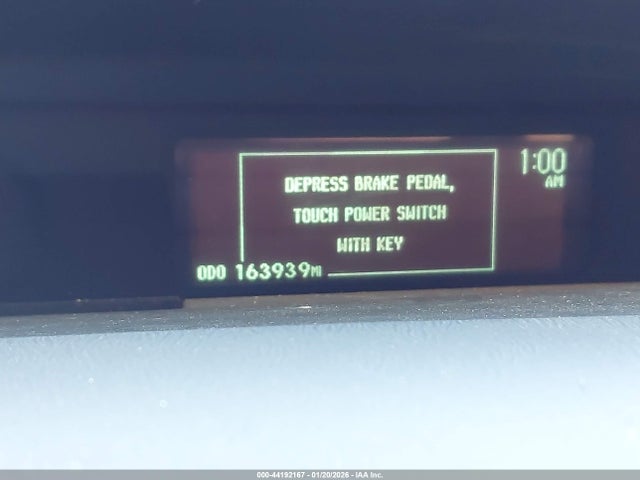 DEPRESS BRAKE PEDAL,
TOUCH POWER SWITCH
WITH KEY
1:00
AM
ODO 163939MI
000-44192167 - 01/20/2026 - IAA Inc.